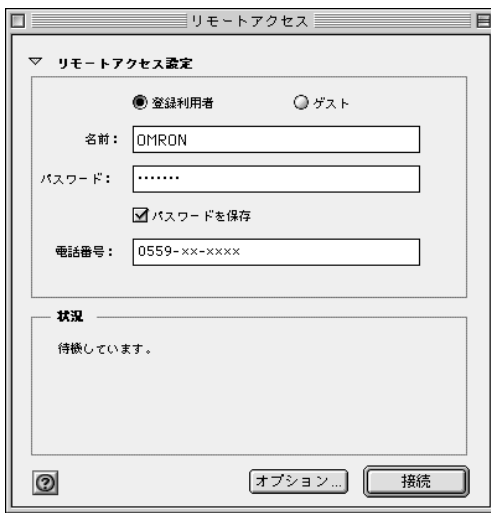 リモートアクセス
リモートアクセス設定
登録利用者 ゲスト
名前： OMRON
パスワード： •••••••
パスワードを保存
電話番号： 0559-××-××××
状況
待機しています。
? オプション... 接続